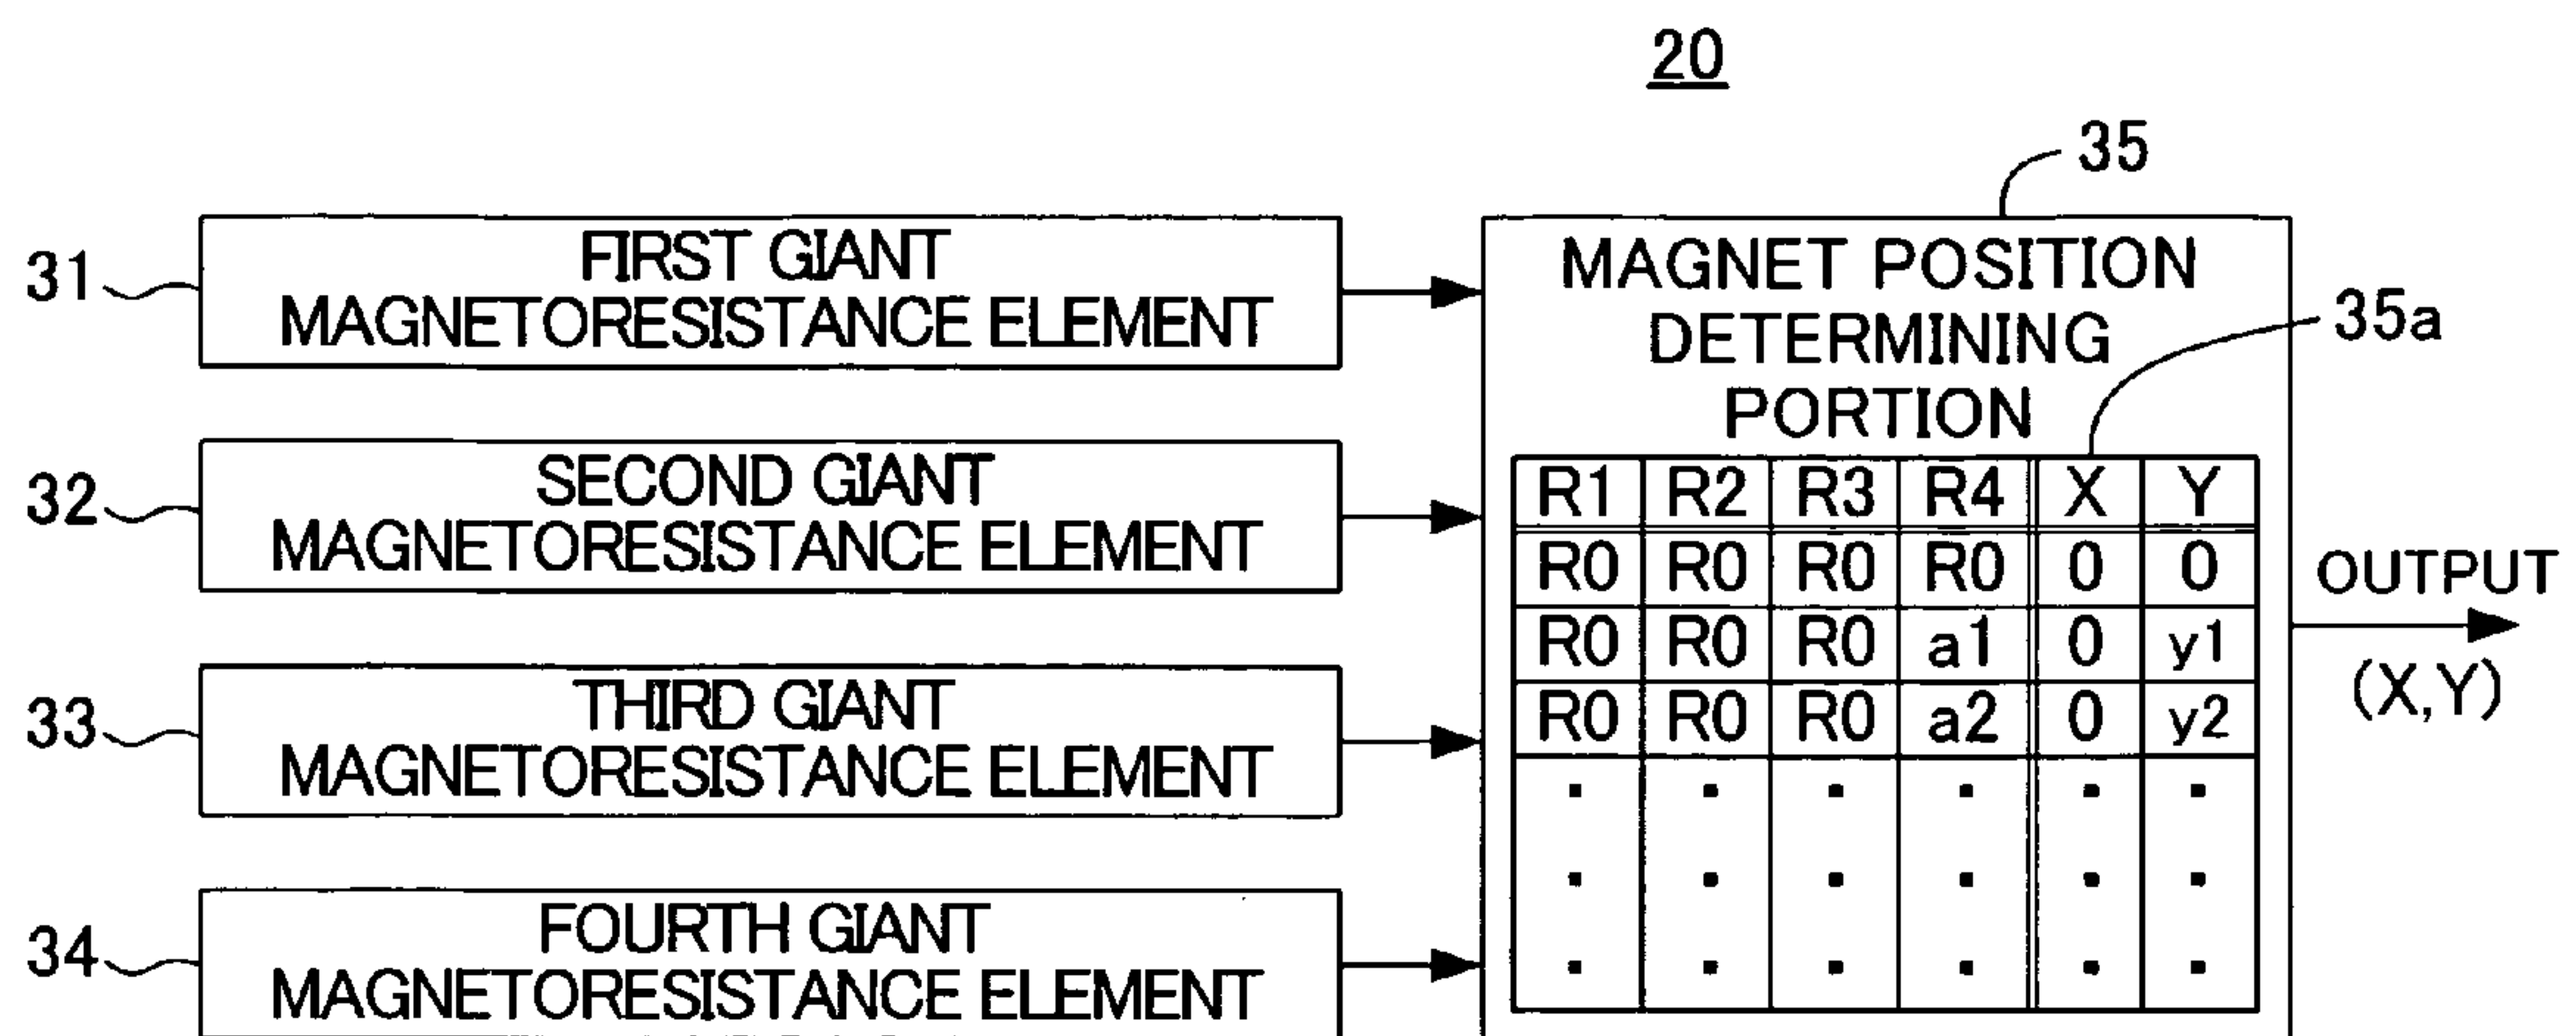 20
35
31
FIRST GIANT
MAGNETORESISTANCE ELEMENT
32
SECOND GIANT
MAGNETORESISTANCE ELEMENT
33
THIRD GIANT
MAGNETORESISTANCE ELEMENT
34
FOURTH GIANT
MAGNETORESISTANCE ELEMENT
MAGNET POSITION
DETERMINING
PORTION
35a
R1 R2 R3 R4 X Y
R0 R0 R0 R0 0 0
R0 R0 R0 a1 0 y1
R0 R0 R0 a2 0 y2
OUTPUT
(X,Y)